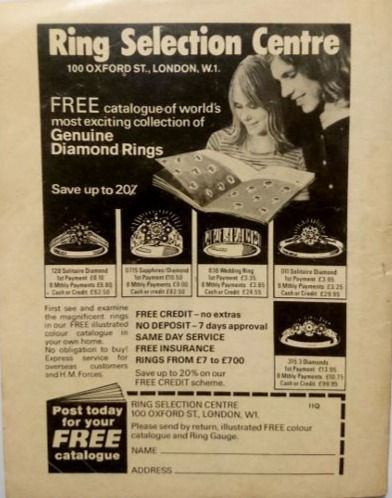 Ring Selection Centre
100 OXFORD ST., LONDON, W.1.
FREE catalogue of world's
most exciting collection of
Genuine
Diamond Rings
Save up to 20%
128 Solitaire Diamond
1st Payment £8.10
8 Mthly Payments £6.80
Cash or Credit £62.50
0715 Sapphires/Diamond
1st Payment £10.50
8 Mthly Payments £9.00
Cash or Credit £82.50
838 Wedding Ring
1st Payment £3.35
8 Mthly Payments £2.65
Cash or Credit £24.55
011 Solitaire Diamond
1st Payment £3.95
8 Mthly Payments £3.25
Cash or Credit £29.95
First see and examine
the magnificent rings
in our FREE illustrated
colour catalogue in
your own home.
No obligation to buy!
Express service for
overseas customers
and H.M. Forces.
FREE CREDIT – no extras
NO DEPOSIT – 7 days approval
SAME DAY SERVICE
FREE INSURANCE
RINGS FROM £7 to £700
Save up to 20% on our
FREE CREDIT scheme.
315 3 Diamonds
1st Payment £13.95
8 Mthly Payments £10.75
Cash or Credit £99.95
Post today
for your
FREE
catalogue
RING SELECTION CENTRE 11Q
100 OXFORD ST, LONDON, W1.
Please send by return, illustrated FREE colour
catalogue and Ring Gauge.
NAME
ADDRESS